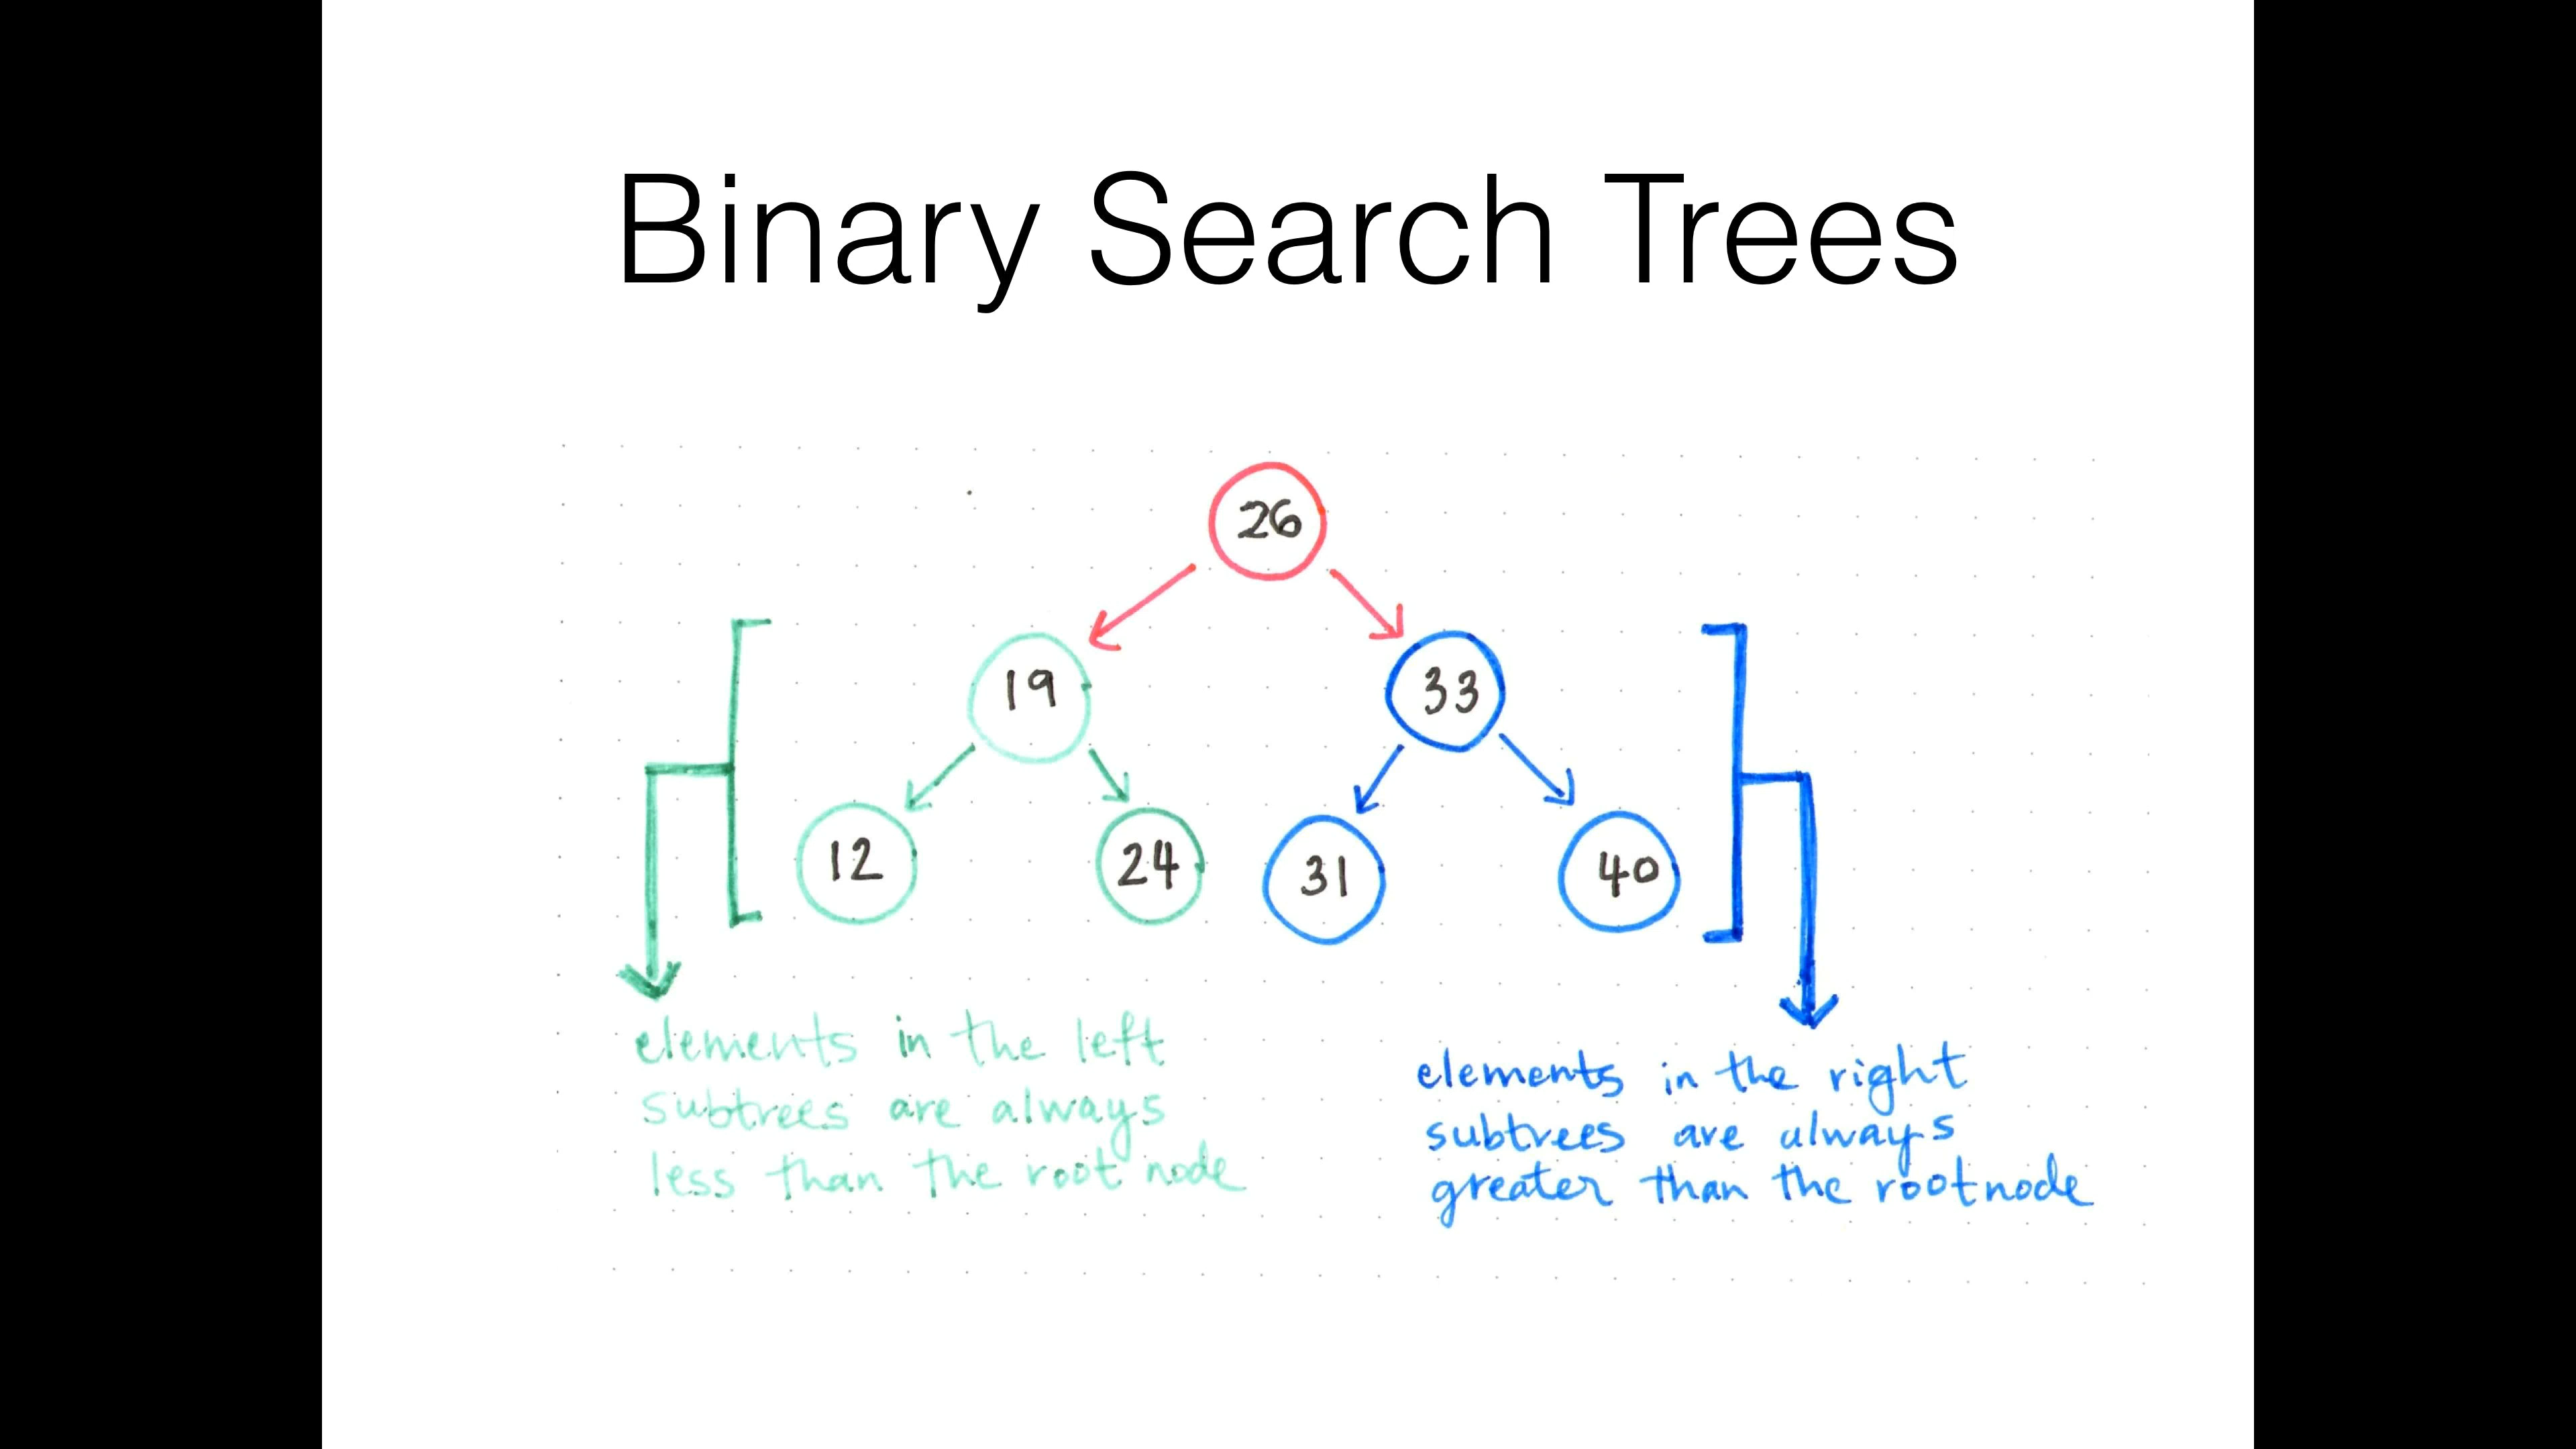 Binary Search Trees
26
19
33
12
24
31
40
elements in the left
subtrees are always
less than the root node
elements in the right
subtrees are always
greater than the rootnode